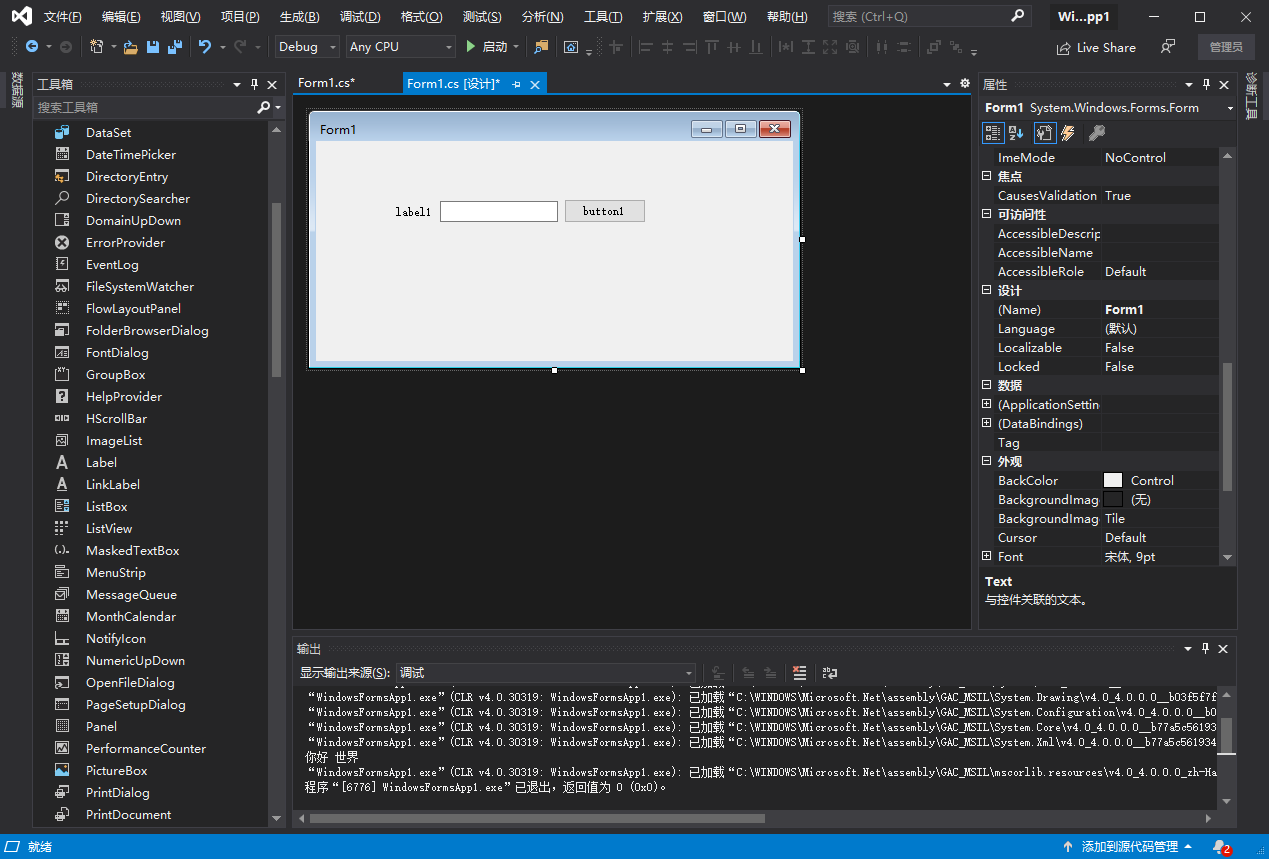 文件(F) 编辑(E) 视图(V) 项目(P) 生成(B) 调试(D) 格式(O) 测试(S) 分析(N) 工具(T) 扩展(X) 窗口(W) 帮助(H) 搜索 (Ctrl+Q) Wi...pp1
Debug Any CPU 启动 Live Share 管理员
数据源
工具箱
搜索工具箱
DataSet
DateTimePicker
DirectoryEntry
DirectorySearcher
DomainUpDown
ErrorProvider
EventLog
FileSystemWatcher
FlowLayoutPanel
FolderBrowserDialog
FontDialog
GroupBox
HelpProvider
HScrollBar
ImageList
Label
LinkLabel
ListBox
ListView
MaskedTextBox
MenuStrip
MessageQueue
MonthCalendar
NotifyIcon
NumericUpDown
OpenFileDialog
PageSetupDialog
Panel
PerformanceCounter
PictureBox
PrintDialog
PrintDocument
Form1.cs* Form1.cs [设计]*
Form1
label1 button1
属性
Form1 System.Windows.Forms.Form
ImeMode NoControl
焦点
CausesValidation True
可访问性
AccessibleDescrip
AccessibleName
AccessibleRole Default
设计
(Name) Form1
Language (默认)
Localizable False
Locked False
数据
(ApplicationSettin
(DataBindings)
Tag
外观
BackColor Control
BackgroundImag (无)
BackgroundImag Tile
Cursor Default
Font 宋体, 9pt
Text
与控件关联的文本。
诊断工具
输出
显示输出来源(S): 调试
“WindowsFormsApp1.exe”(CLR v4.0.30319: WindowsFormsApp1.exe): 已加载“C:\WINDOWS\Microsoft.Net\assembly\GAC_MSIL\System.Drawing\v4.0_4.0.0.0__b03f5f7f
“WindowsFormsApp1.exe”(CLR v4.0.30319: WindowsFormsApp1.exe): 已加载“C:\WINDOWS\Microsoft.Net\assembly\GAC_MSIL\System.Configuration\v4.0_4.0.0.0__b0
“WindowsFormsApp1.exe”(CLR v4.0.30319: WindowsFormsApp1.exe): 已加载“C:\WINDOWS\Microsoft.Net\assembly\GAC_MSIL\System.Core\v4.0_4.0.0.0__b77a5c56193
“WindowsFormsApp1.exe”(CLR v4.0.30319: WindowsFormsApp1.exe): 已加载“C:\WINDOWS\Microsoft.Net\assembly\GAC_MSIL\System.Xml\v4.0_4.0.0.0__b77a5c561934
你好 世界
“WindowsFormsApp1.exe”(CLR v4.0.30319: WindowsFormsApp1.exe): 已加载“C:\WINDOWS\Microsoft.Net\assembly\GAC_MSIL\mscorlib.resources\v4.0_4.0.0.0_zh-Ha
程序“[6776] WindowsFormsApp1.exe”已退出，返回值为 0 (0x0)。
就绪 添加到源代码管理 2